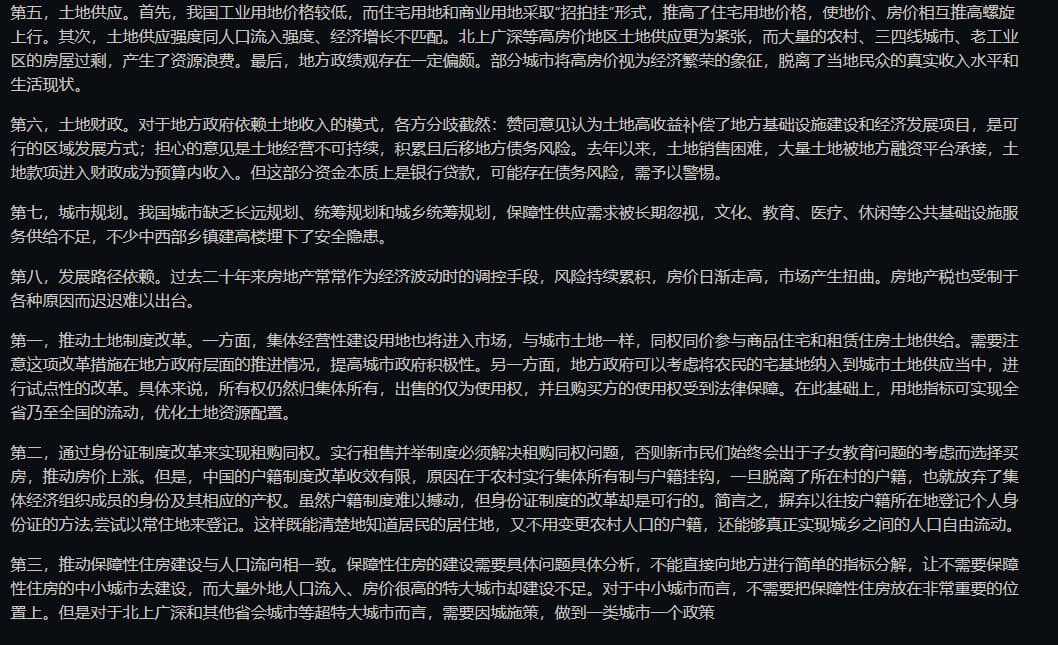 第五，土地供应。首先，我国工业用地价格较低，而住宅用地和商业用地采取“招拍挂”形式，推高了住宅用地价格，使地价、房价相互推高螺旋
上行。其次，土地供应强度同人口流入强度、经济增长不匹配。北上广深等高房价地区土地供应更为紧张，而大量的农村、三四线城市、老工业
区的房屋过剩，产生了资源浪费。最后，地方政绩观存在一定偏颇。部分城市将高房价视为经济繁荣的象征，脱离了当地民众的真实收入水平和
生活现状。
第六，土地财政。对于地方政府依赖土地收入的模式，各方分歧截然：赞同意见认为土地高收益补偿了地方基础设施建设和经济发展项目，是可
行的区域发展方式；担心的意见是土地经营不可持续，积累且后移地方债务风险。去年以来，土地销售困难，大量土地被地方融资平台承接，土
地款项进入财政成为预算内收入。但这部分资金本质上是银行贷款，可能存在债务风险，需予以警惕。
第七，城市规划。我国城市缺乏长远规划、统筹规划和城乡统筹规划，保障性供应需求被长期忽视，文化、教育、医疗、休闲等公共基础设施服
务供给不足，不少中西部乡镇建高楼埋下了安全隐患。
第八，发展路径依赖。过去二十年来房地产常常作为经济波动时的调控手段，风险持续累积，房价日渐走高，市场产生扭曲。房地产税也受制于
各种原因而迟迟难以出台。
第一，推动土地制度改革。一方面，集体经营性建设用地也将进入市场，与城市土地一样，同权同价参与商品住宅和租赁住房土地供给。需要注
意这项改革措施在地方政府层面的推进情况，提高城市政府积极性。另一方面，地方政府可以考虑将农民的宅基地纳入到城市土地供应当中，进
行试点性的改革。具体来说，所有权仍然归集体所有，出售的仅为使用权，并且购买方的使用权受到法律保障。在此基础上，用地指标可实现全
省乃至全国的流动，优化土地资源配置。
第二，通过身份证制度改革来实现租购同权。实行租售并举制度必须解决租购同权问题，否则新市民们始终会出于子女教育问题的考虑而选择买
房，推动房价上涨。但是，中国的户籍制度改革收效有限，原因在于农村实行集体所有制与户籍挂钩，一旦脱离了所在村的户籍，也就放弃了集
体经济组织成员的身份及其相应的产权。虽然户籍制度难以撼动，但身份证制度的改革却是可行的。简言之，摒弃以往按户籍所在地登记个人身
份证的方法,尝试以常住地来登记。这样既能清楚地知道居民的居住地，又不用变更农村人口的户籍，还能够真正实现城乡之间的人口自由流动。
第三，推动保障性住房建设与人口流向相一致。保障性住房的建设需要具体问题具体分析，不能直接向地方进行简单的指标分解，让不需要保障
性住房的中小城市去建设，而大量外地人口流入、房价很高的特大城市却建设不足。对于中小城市而言，不需要把保障性住房放在非常重要的位
置上。但是对于北上广深和其他省会城市等超特大城市而言，需要因城施策，做到一类城市一个政策